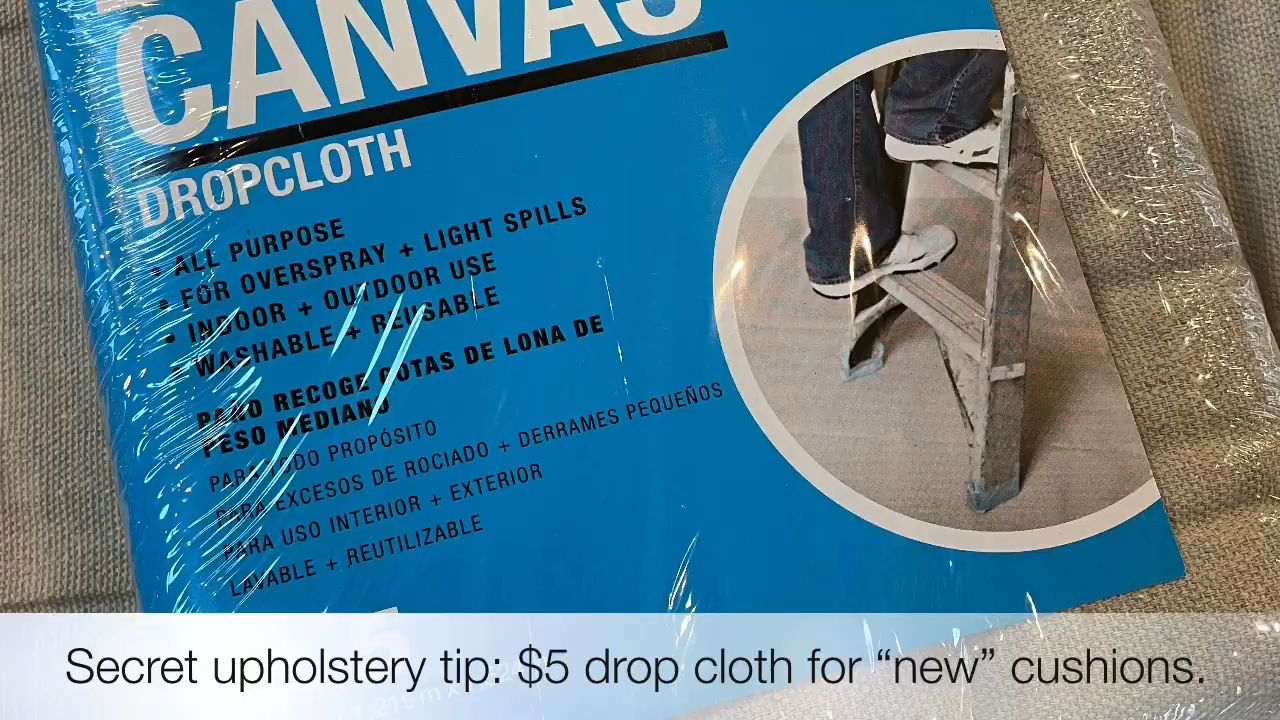 CANVAS
DROPCLOTH
• ALL PURPOSE
• FOR OVERSPRAY + LIGHT SPILLS
• INDOOR + OUTDOOR USE
• WASHABLE + REUSABLE
PAÑO RECOGE GOTAS DE LONA DE
PESO MEDIANO
PARA TODO PROPÓSITO
PARA EXCESOS DE ROCIADO + DERRAMES PEQUEÑOS
PARA USO INTERIOR + EXTERIOR
LAVABLE + REUTILIZABLE
Secret upholstery tip: $5 drop cloth for “new” cushions.